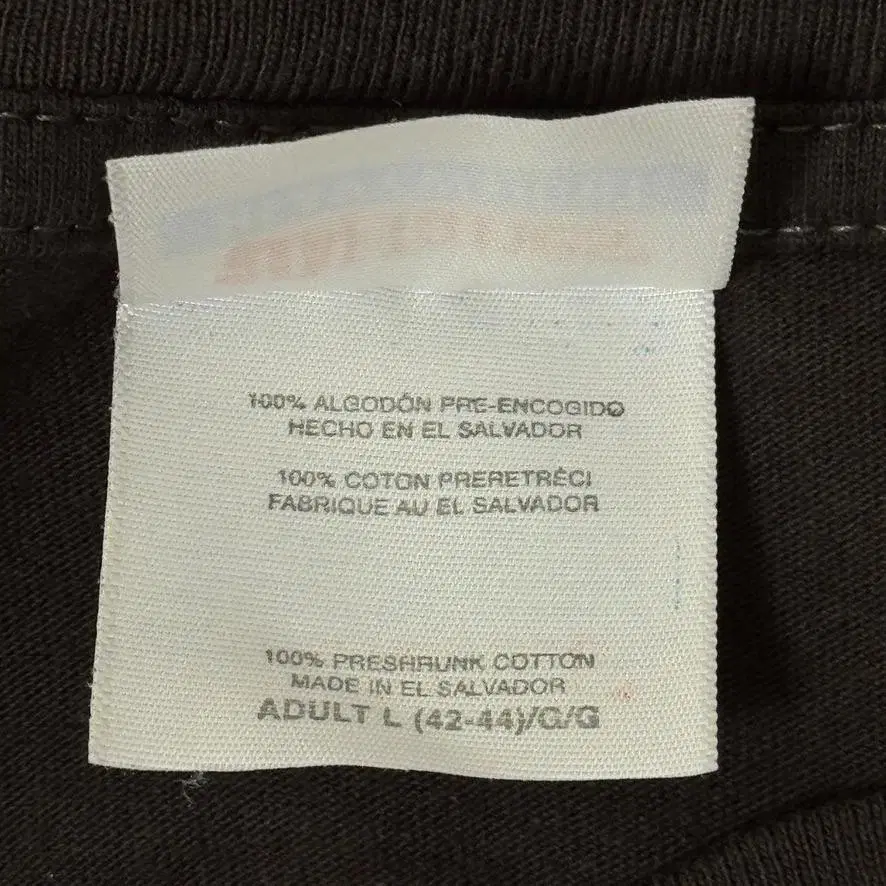 100% ALGODÓN PRE-ENCOGIDO
HECHO EN EL SALVADOR
100% COTON PRERETRÉCI
FABRIQUE AU EL SALVADOR
100% PRESHRUNK COTTON
MADE IN EL SALVADOR
ADULT L (42-44)/G/G